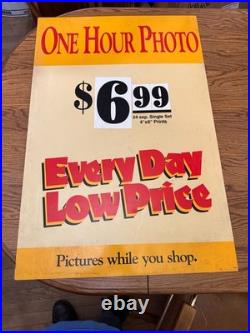 ONE HOUR PHOTO
$6.99
24 exp. Single Set
4"x6" Prints
Every Day
Low Price
Pictures while you shop.